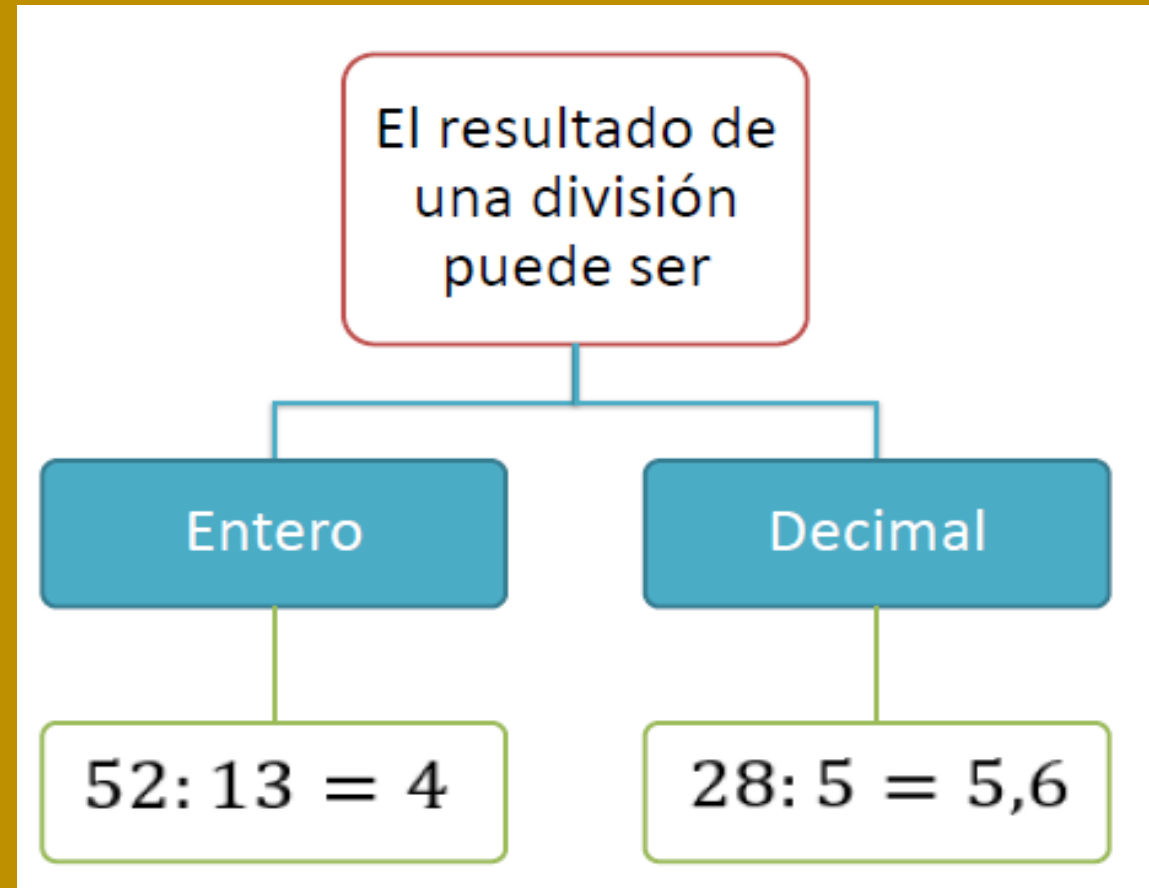 El resultado de
una división
puede ser
Entero
Decimal
52: 13 = 4
28: 5 = 5,6